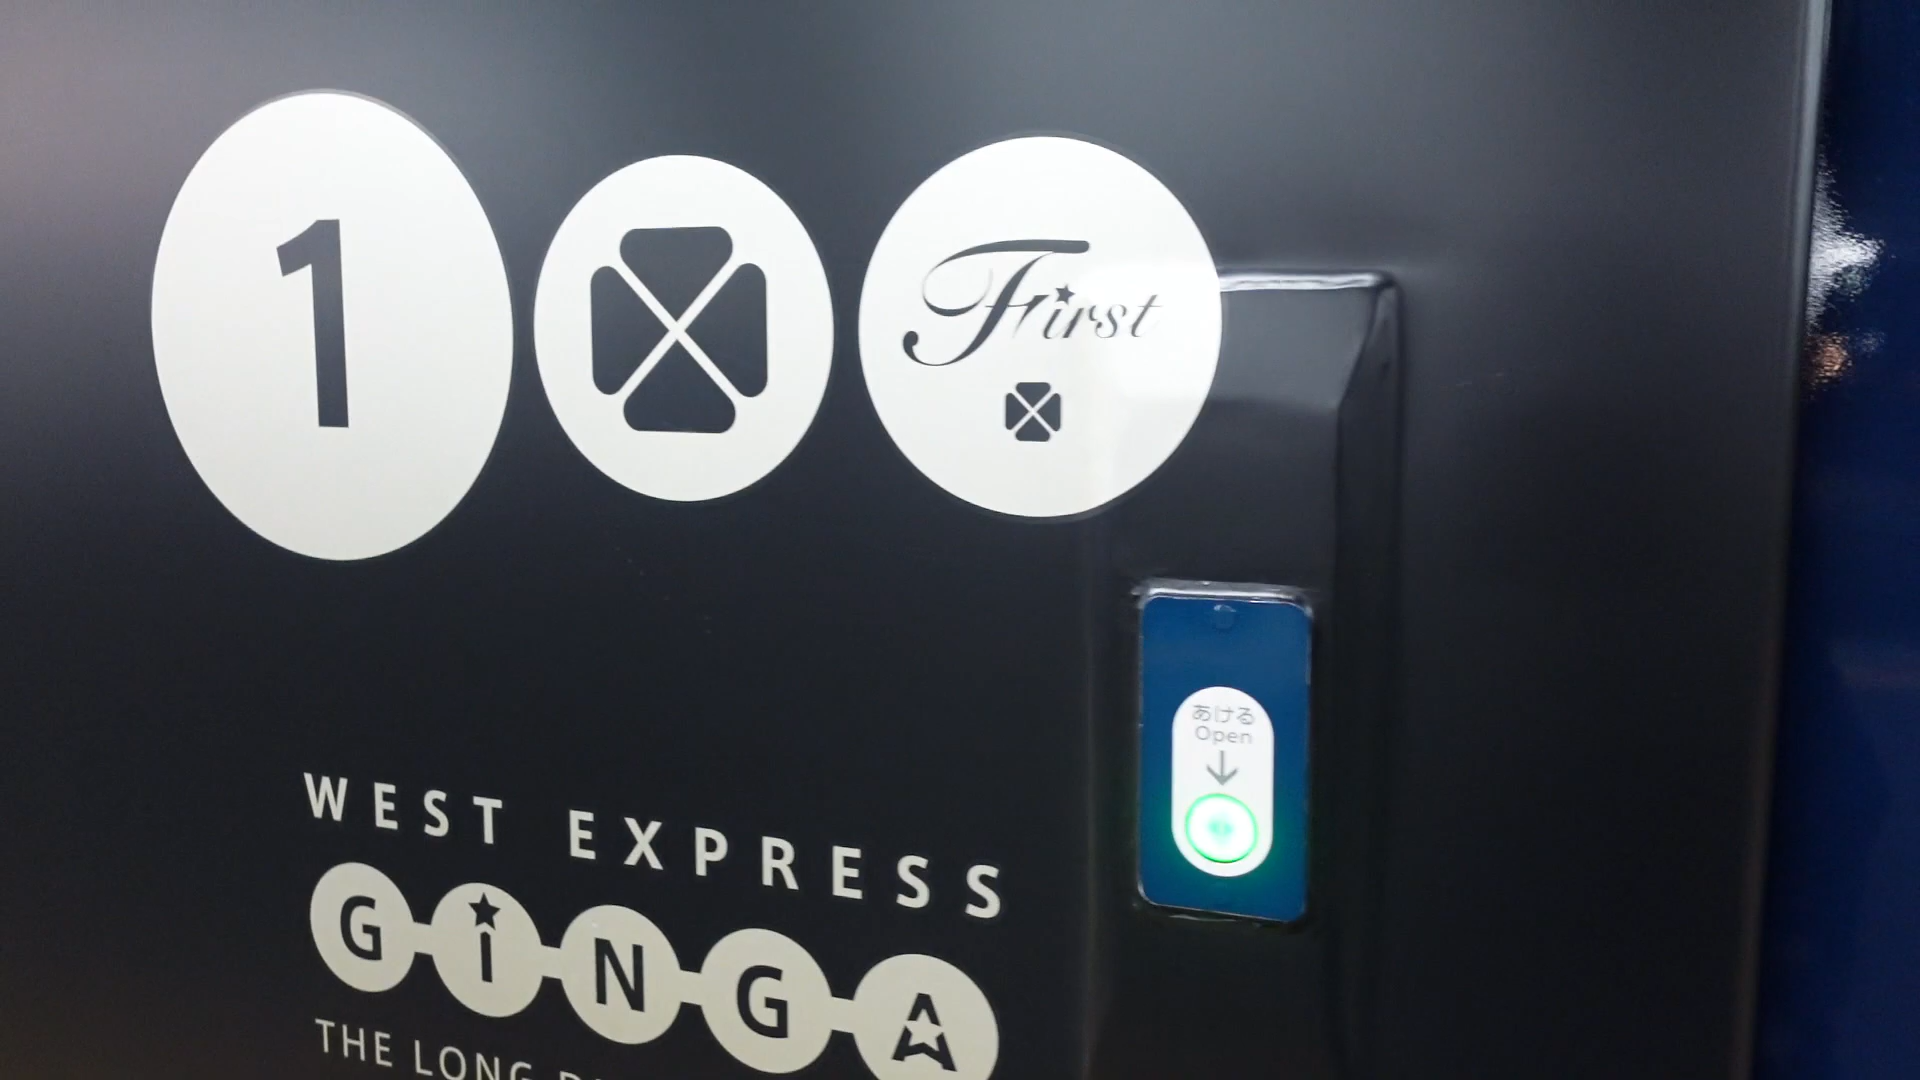 1
First
あける
Open
WEST EXPRESS
GiNGA
THE LONG